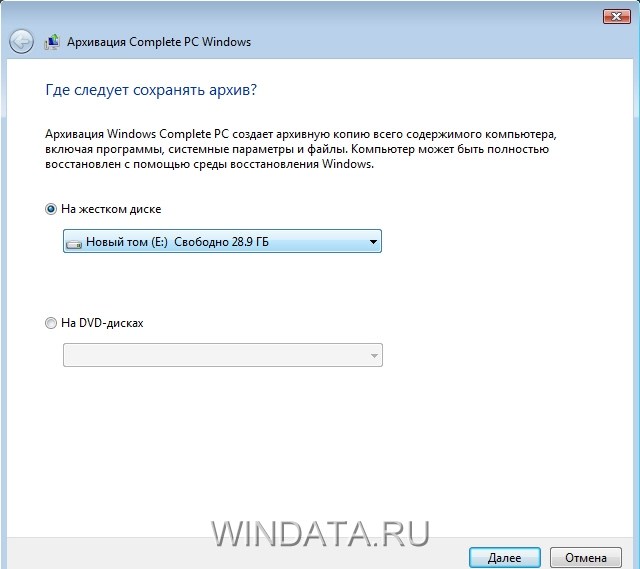 Архивация Complete PC Windows
Где следует сохранять архив?
Архивация Windows Complete PC создает архивную копию всего содержимого компьютера,
включая программы, системные параметры и файлы. Компьютер может быть полностью
восстановлен с помощью среды восстановления Windows.
На жестком диске
Новый том (E:) Свободно 28.9 ГБ
На DVD-дисках
WINDATA.RU
Далее Отмена